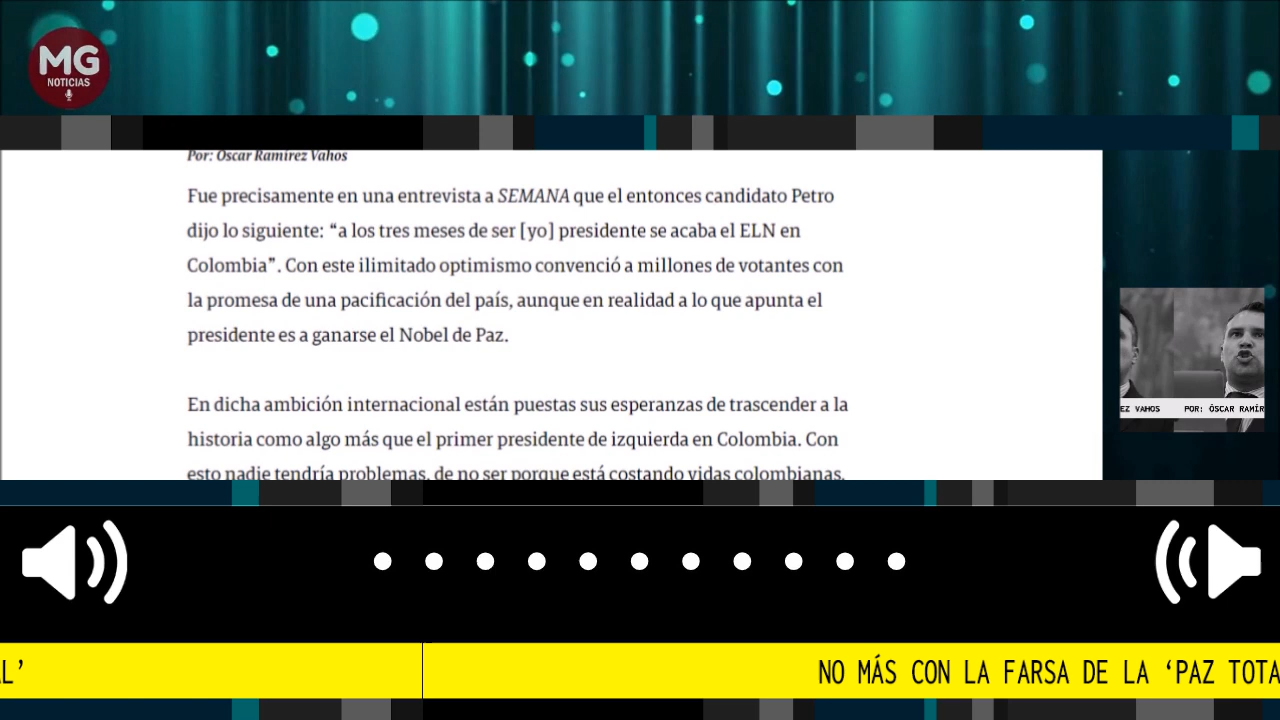 MG
NOTICIAS
Por: Óscar Ramírez Vahos
Fue precisamente en una entrevista a SEMANA que el entonces candidato Petro
dijo lo siguiente: “a los tres meses de ser [yo] presidente se acaba el ELN en
Colombia”. Con este ilimitado optimismo convenció a millones de votantes con
la promesa de una pacificación del país, aunque en realidad a lo que apunta el
presidente es a ganarse el Nobel de Paz.
En dicha ambición internacional están puestas sus esperanzas de trascender a la
historia como algo más que el primer presidente de izquierda en Colombia. Con
esto nadie tendría problemas, de no ser porque está costando vidas colombianas.
EZ VAHOS POR: ÓSCAR RAMÍR
AL’ NO MÁS CON LA FARSA DE LA ‘PAZ TOTA